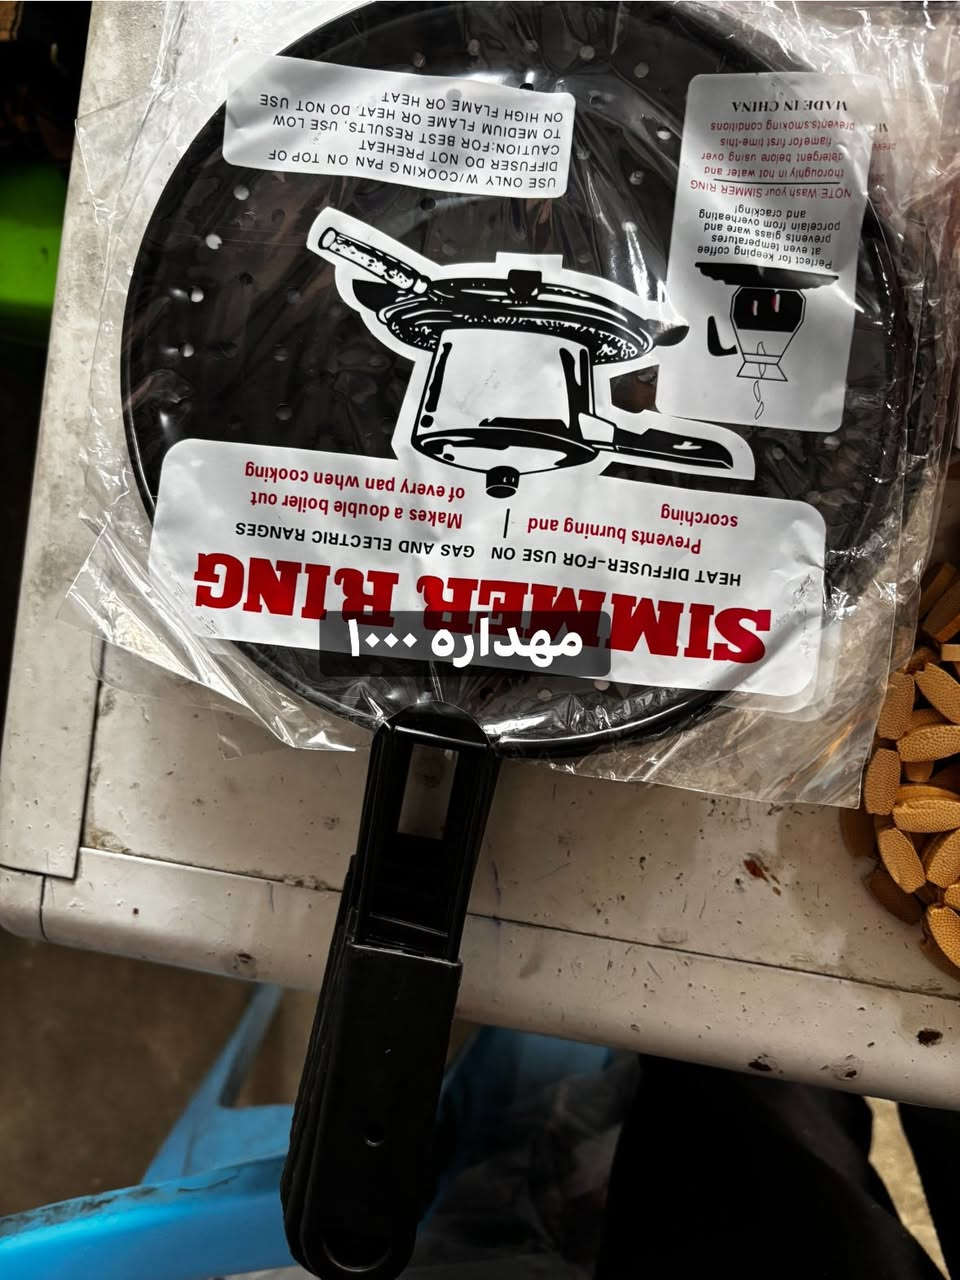 SIMMER RING
HEAT DIFFUSER-FOR USE ON GAS AND ELECTRIC RANGES
Prevents burning and
scorching
Makes a double boiler out
of every pan when cooking
Perfect for keeping coffee
at even temperatures
prevents glass ware and
porcelain from overheating
and cracking!
NOTE Wash your SIMMER RING
thoroughly in hot water and
detergent before using over
flame for first time-this
prevents.smoking conditions
MADE IN CHINA
USE ONLY W/COOKING PAN ON TOP OF
DIFFUSER DO NOT PREHEAT
CAUTION:FOR BEST RESULTS, USE LOW
TO MEDIUM FLAME OR HEAT. DO NOT USE
ON HIGH FLAME OR HEAT
مهداره ١٠٠٠